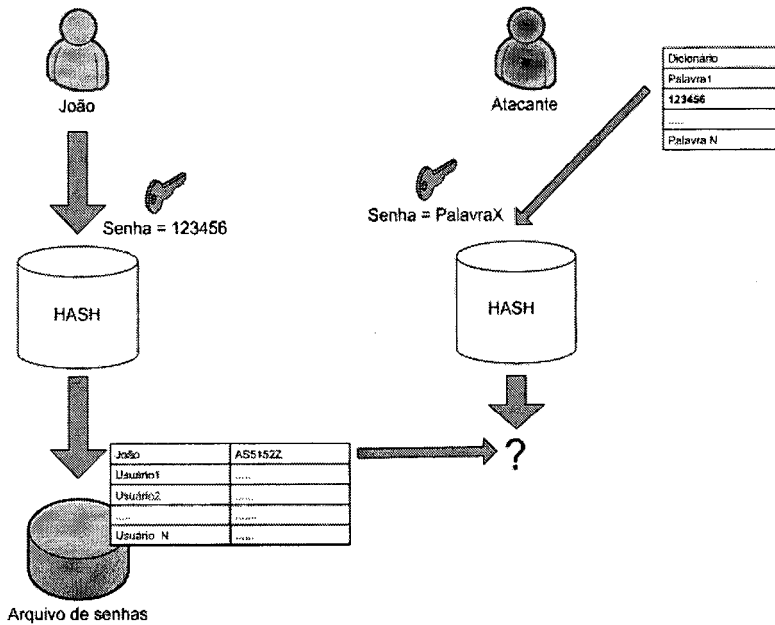 João
Atacante
Dicionário
Palavra1
123456
......
Palavra N
Senha = 123456
Senha = PalavraX
HASH
HASH
João AS5152Z
Usuário1 ......
Usuário2 ......
...... ......
Usuário N ......
?
Arquivo de senhas